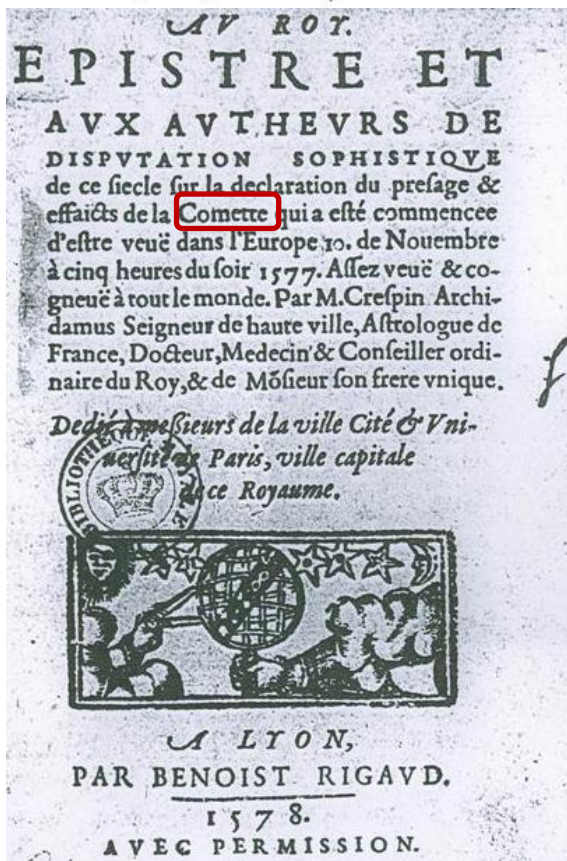 AV ROY.
EPISTRE ET
AVX AVTHEVRS DE
DISPVTATION SOPHISTIQVE
de ce ſiecle ſur la declaration du preſage &
effaicts de la Comette qui a eſté commencee
d'eſtre veuë dans l'Europe 10. de Nouembre
à cinq heures du ſoir 1577. Aſſez veuë & co-
gneuë à tout le monde. Par M. Creſpin Archi-
damus Seigneur de haute ville, Aſtrologue de
France, Docteur, Medecin & Conſeiller ordi-
naire du Roy, & de Mõſieur ſon frere vnique.
Dedié à meſsieurs de la ville Cité & Vni-
uerſité de Paris, ville capitale
de ce Royaume.
BIBLIOTHEQUE
A LYON,
PAR BENOIST RIGAVD.
1578.
AVEC PERMISSION.